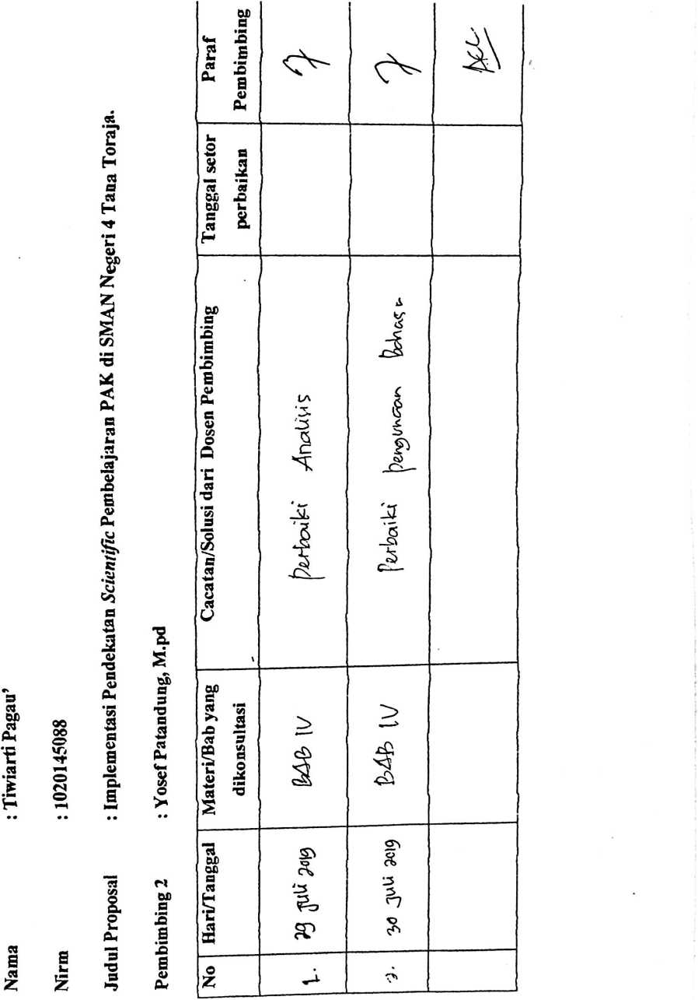 Nama : Tiwiarti Pagau'
Nirm : 1020145088
Judul Proposal : Implementasi Pendekatan Scientific Pembelajaran PAK di SMAN Negeri 4 Tana Toraja.
Pembimbing 2 : Yosef Patandung, M.pd
No Hari/Tanggal Materi/Bab yang dikonsultasi Cacatan/Solusi dari Dosen Pembimbing Tanggal setor perbaikan Paraf Pembimbing
1. 29 Juli 2019 BAB IV perbaiki Analisis
2. 30 Juli 2019 BAB IV Perbaiki pengunaan Bahasa
ACC